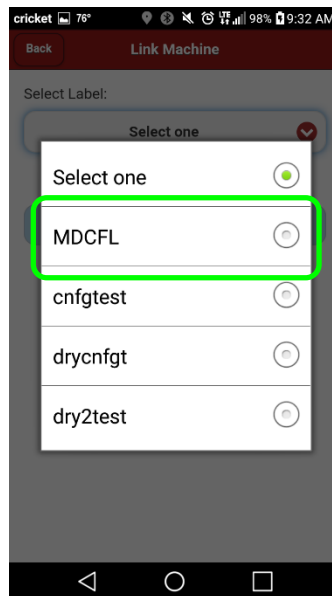 cricket 76° LTE 98% 9:32 AM
Back Link Machine
Select Label:
Select one
Select one
MDCFL
cnfgtest
drycnfgt
dry2test